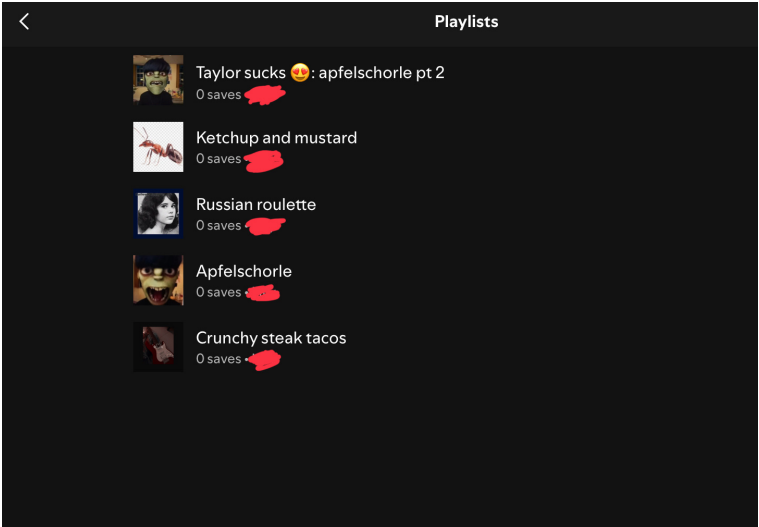 Playlists
Taylor sucks 😍: apfelschorle pt 2
0 saves
Ketchup and mustard
0 saves
Russian roulette
0 saves
Apfelschorle
0 saves •
Crunchy steak tacos
0 saves •